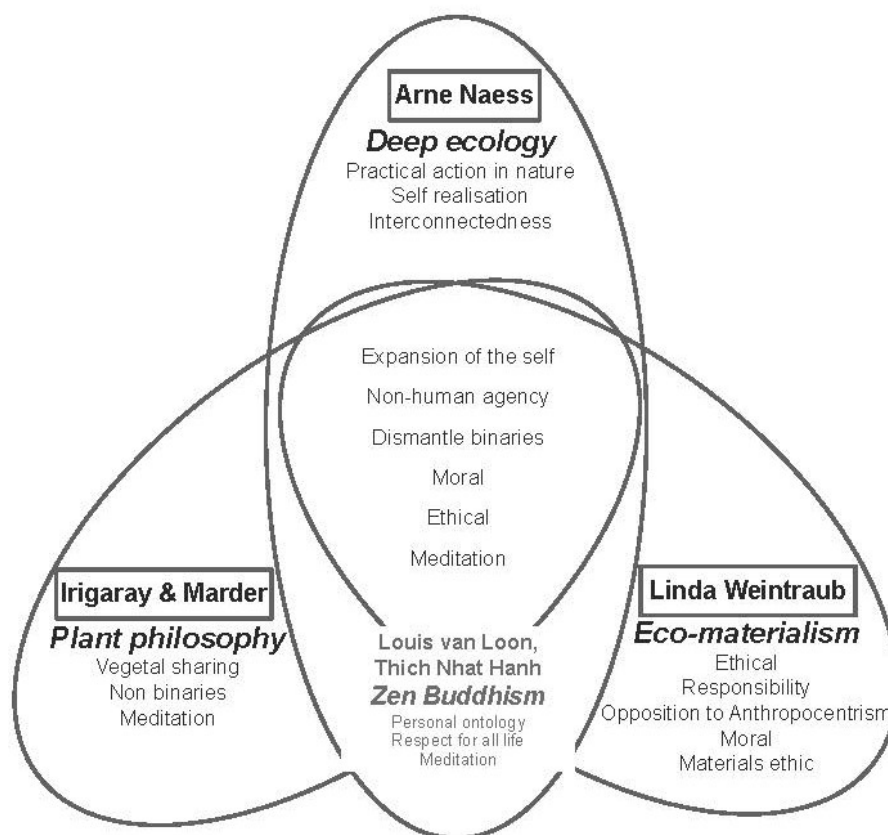 Arne Naess
Deep ecology
Practical action in nature
Self realisation
Interconnectedness
Expansion of the self
Non-human agency
Dismantle binaries
Moral
Ethical
Meditation
Irigaray & Marder
Plant philosophy
Vegetal sharing
Non binaries
Meditation
Louis van Loon,
Thich Nhat Hanh
Zen Buddhism
Personal ontology
Respect for all life
Meditation
Linda Weintraub
Eco-materialism
Ethical
Responsibility
Opposition to Anthropocentrism
Moral
Materials ethic